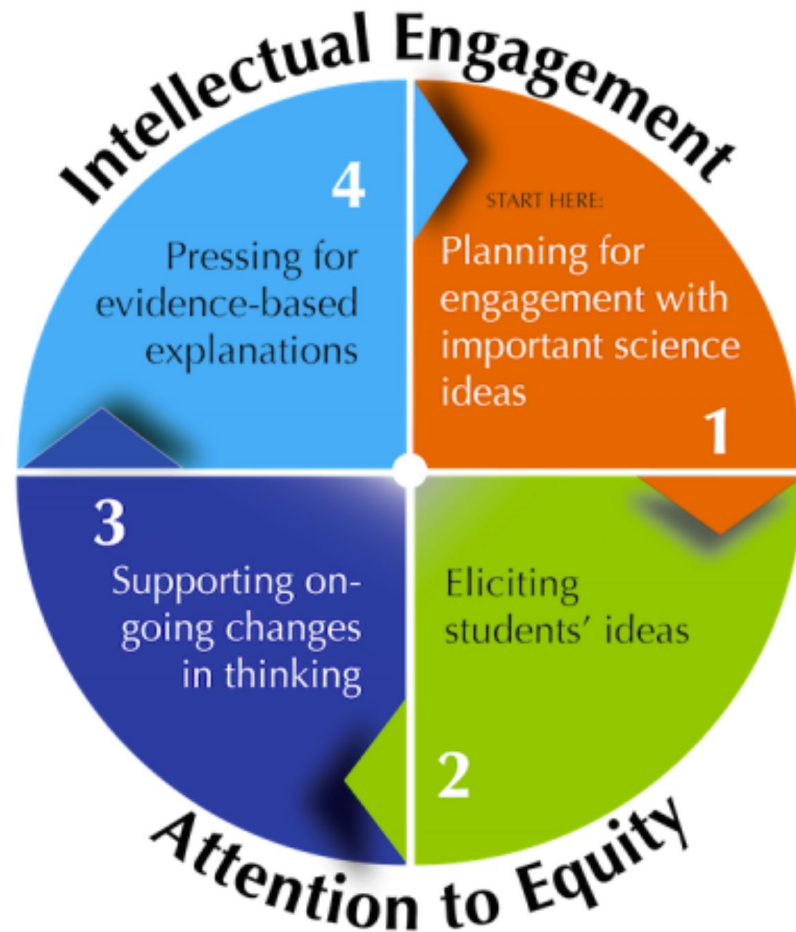 Intellectual Engagement
START HERE:
Planning for
engagement with
important science
ideas
1
Eliciting
students’ ideas
2
3
Supporting on-
going changes
in thinking
4
Pressing for
evidence-based
explanations
Attention to Equity